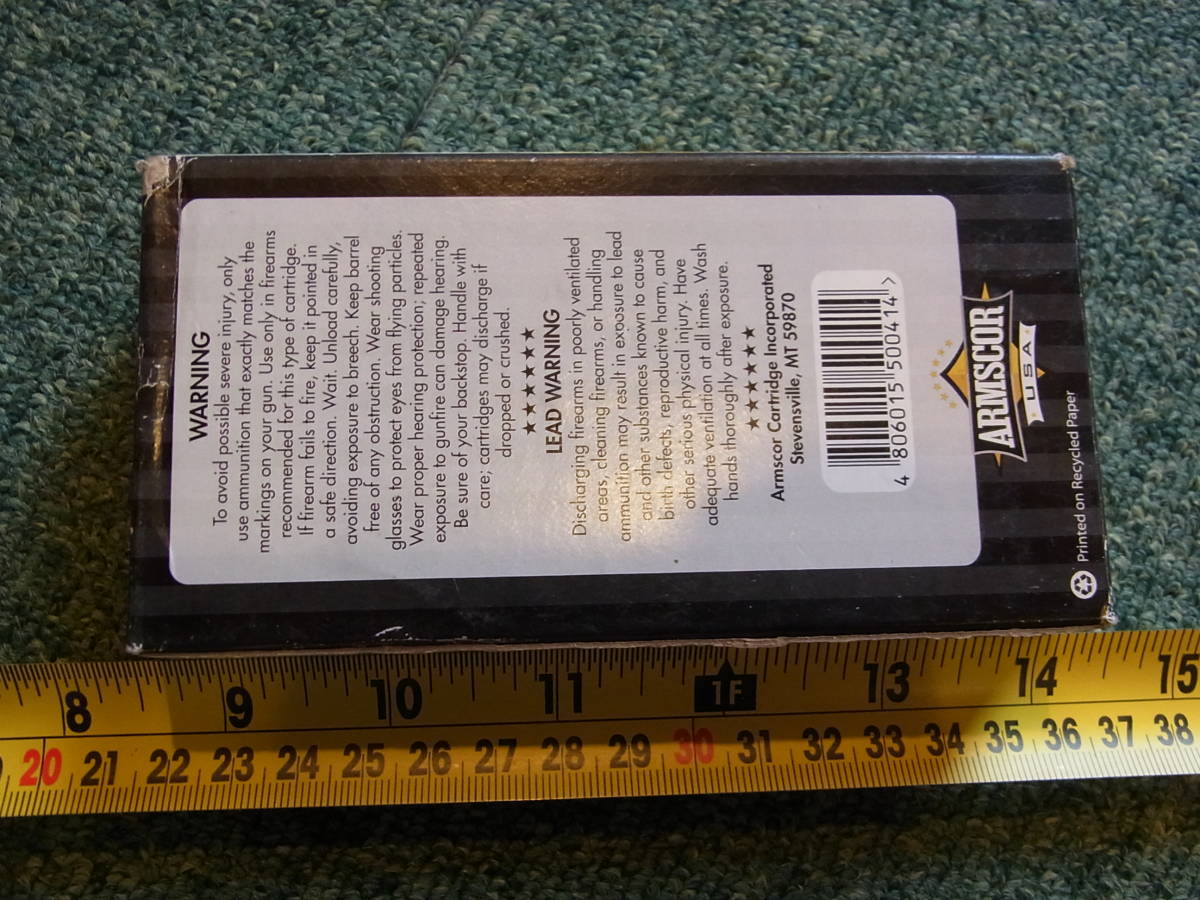 WARNING
To avoid possible severe injury, only
use ammunition that exactly matches the
markings on your gun. Use only in firearms
recommended for this type of cartridge.
If firearm fails to fire, keep it pointed in
a safe direction. Wait. Unload carefully,
avoiding exposure to breech. Keep barrel
free of any obstruction. Wear shooting
glasses to protect eyes from flying particles.
Wear proper hearing protection; repeated
exposure to gunfire can damage hearing.
Be sure of your backstop. Handle with
care; cartridges may discharge if
dropped or crushed.
★★★★★★
LEAD WARNING
Discharging firearms in poorly ventilated
areas, cleaning firearms, or handling
ammunition may result in exposure to lead
and other substances known to cause
birth defects, reproductive harm, and
other serious physical injury. Have
adequate ventilation at all times. Wash
hands thoroughly after exposure.
★★★★★★
Armscor Cartridge Incorporated
Stevensville, MT 59870
4 806015 500414 >
ARMSCOR
USA
Printed on Recycled Paper
8 9 10 11 1F 13 14 15
20 21 22 23 24 25 26 27 28 29 30 31 32 33 34 35 36 37 38